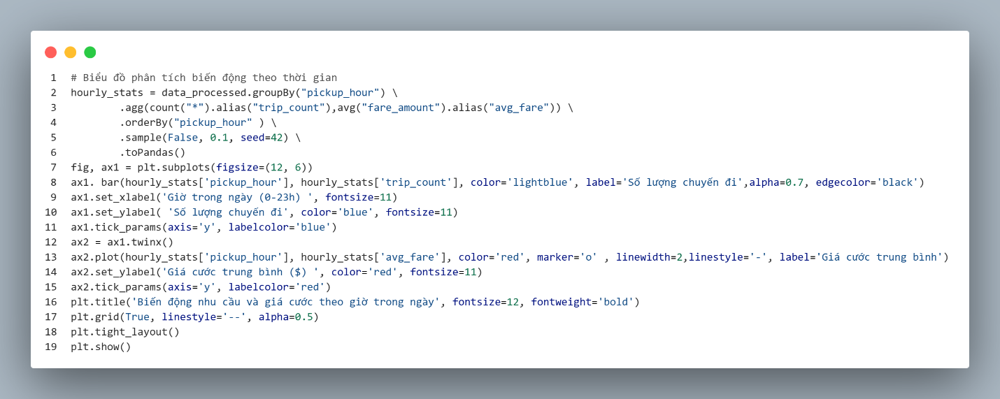 1 # Biểu đồ phân tích biến động theo thời gian
2 hourly_stats = data_processed.groupBy("pickup_hour") \
3         .agg(count("*").alias("trip_count"),avg("fare_amount").alias("avg_fare")) \
4         .orderBy("pickup_hour" ) \
5         .sample(False, 0.1, seed=42) \
6         .toPandas()
7 fig, ax1 = plt.subplots(figsize=(12, 6))
8 ax1. bar(hourly_stats['pickup_hour'], hourly_stats['trip_count'], color='lightblue', label='Số lượng chuyến đi',alpha=0.7, edgecolor='black')
9 ax1.set_xlabel('Giờ trong ngày (0-23h) ', fontsize=11)
10 ax1.set_ylabel( 'Số lượng chuyến đi', color='blue', fontsize=11)
11 ax1.tick_params(axis='y', labelcolor='blue')
12 ax2 = ax1.twinx()
13 ax2.plot(hourly_stats['pickup_hour'], hourly_stats['avg_fare'], color='red', marker='o' , linewidth=2,linestyle='-', label='Giá cước trung bình')
14 ax2.set_ylabel('Giá cước trung bình ($) ', color='red', fontsize=11)
15 ax2.tick_params(axis='y', labelcolor='red')
16 plt.title('Biến động nhu cầu và giá cước theo giờ trong ngày', fontsize=12, fontweight='bold')
17 plt.grid(True, linestyle='--', alpha=0.5)
18 plt.tight_layout()
19 plt.show()